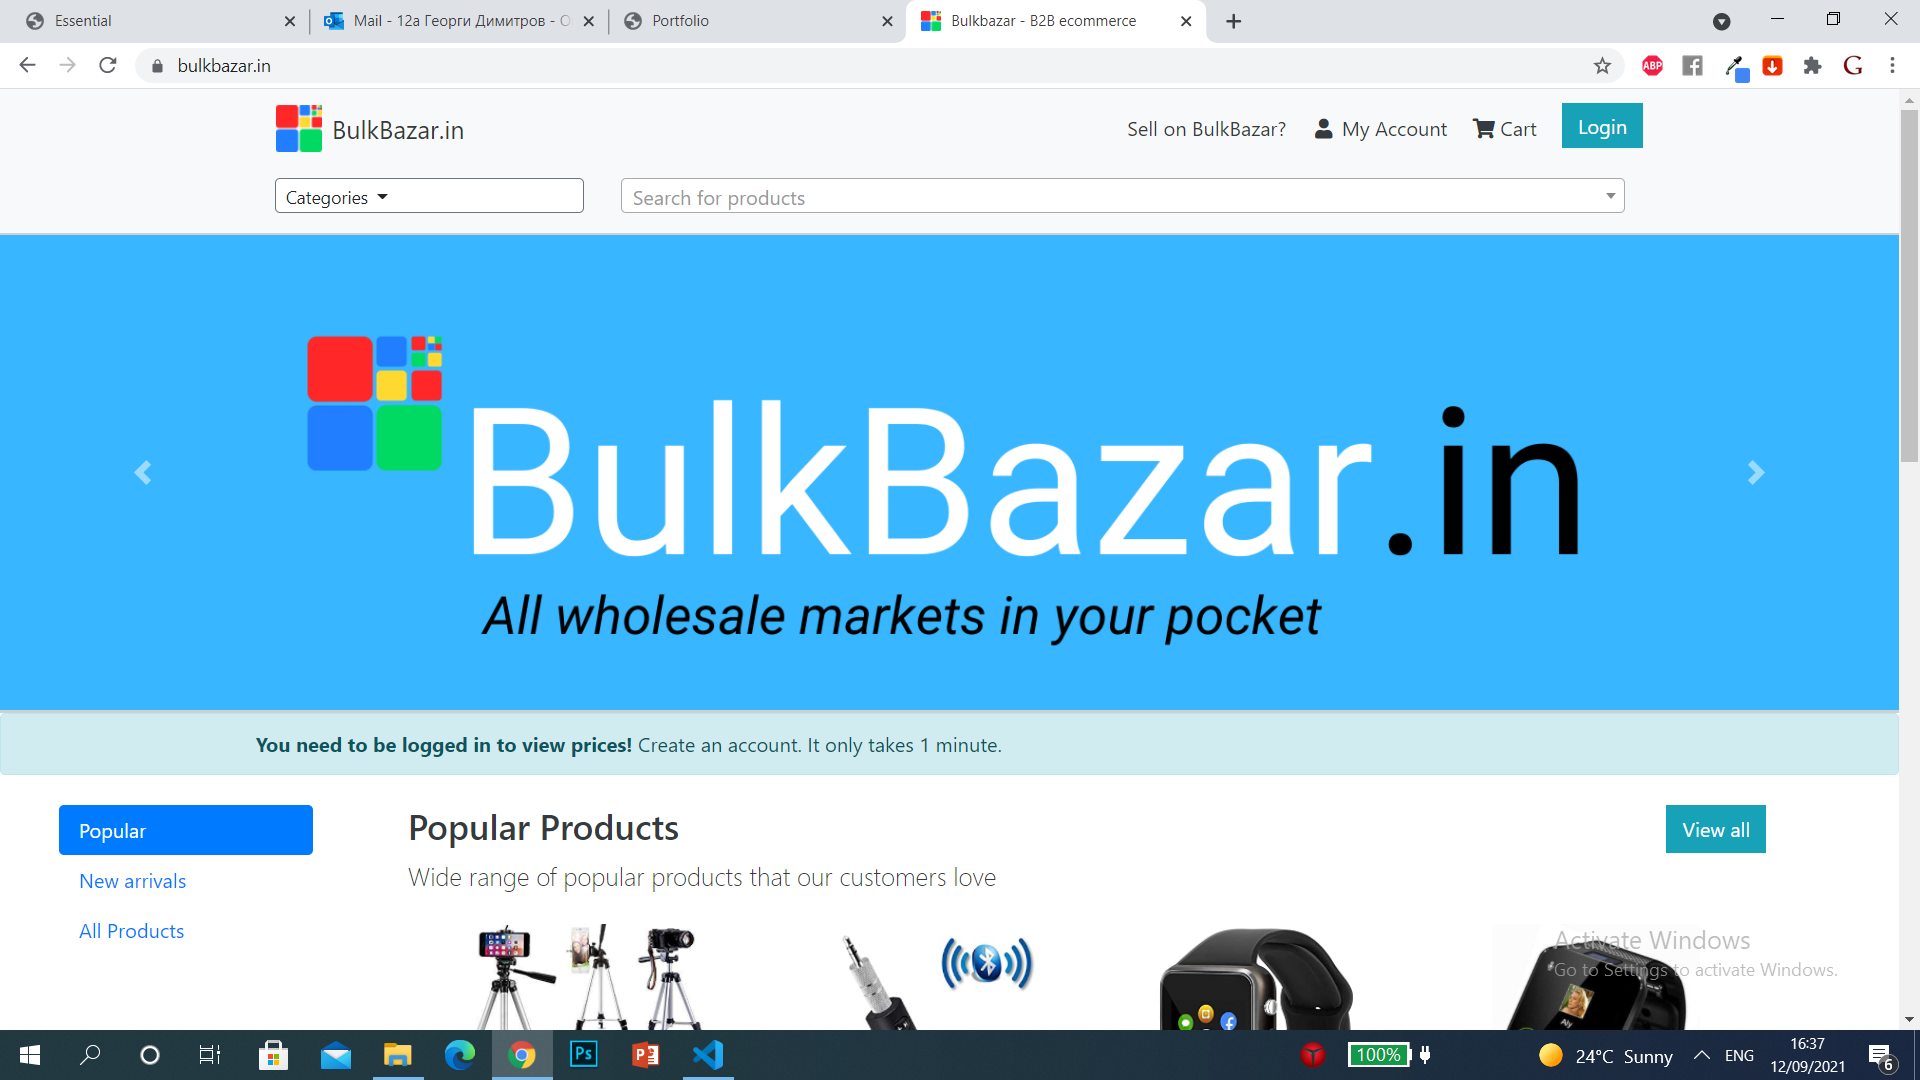 Essential
Mail - 12а Георги Димитров - O
Portfolio
Bulkbazar - B2B ecommerce
bulkbazar.in
ABP
G
BulkBazar.in
Sell on BulkBazar?
My Account
Cart
Login
Categories
Search for products
BulkBazar.in
All wholesale markets in your pocket
You need to be logged in to view prices! Create an account. It only takes 1 minute.
Popular
New arrivals
All Products
Popular Products
View all
Wide range of popular products that our customers love
Activate Windows
Go to Settings to activate Windows.
Aly
Ps
P
100%
24°C Sunny
ENG
16:37
12/09/2021
6